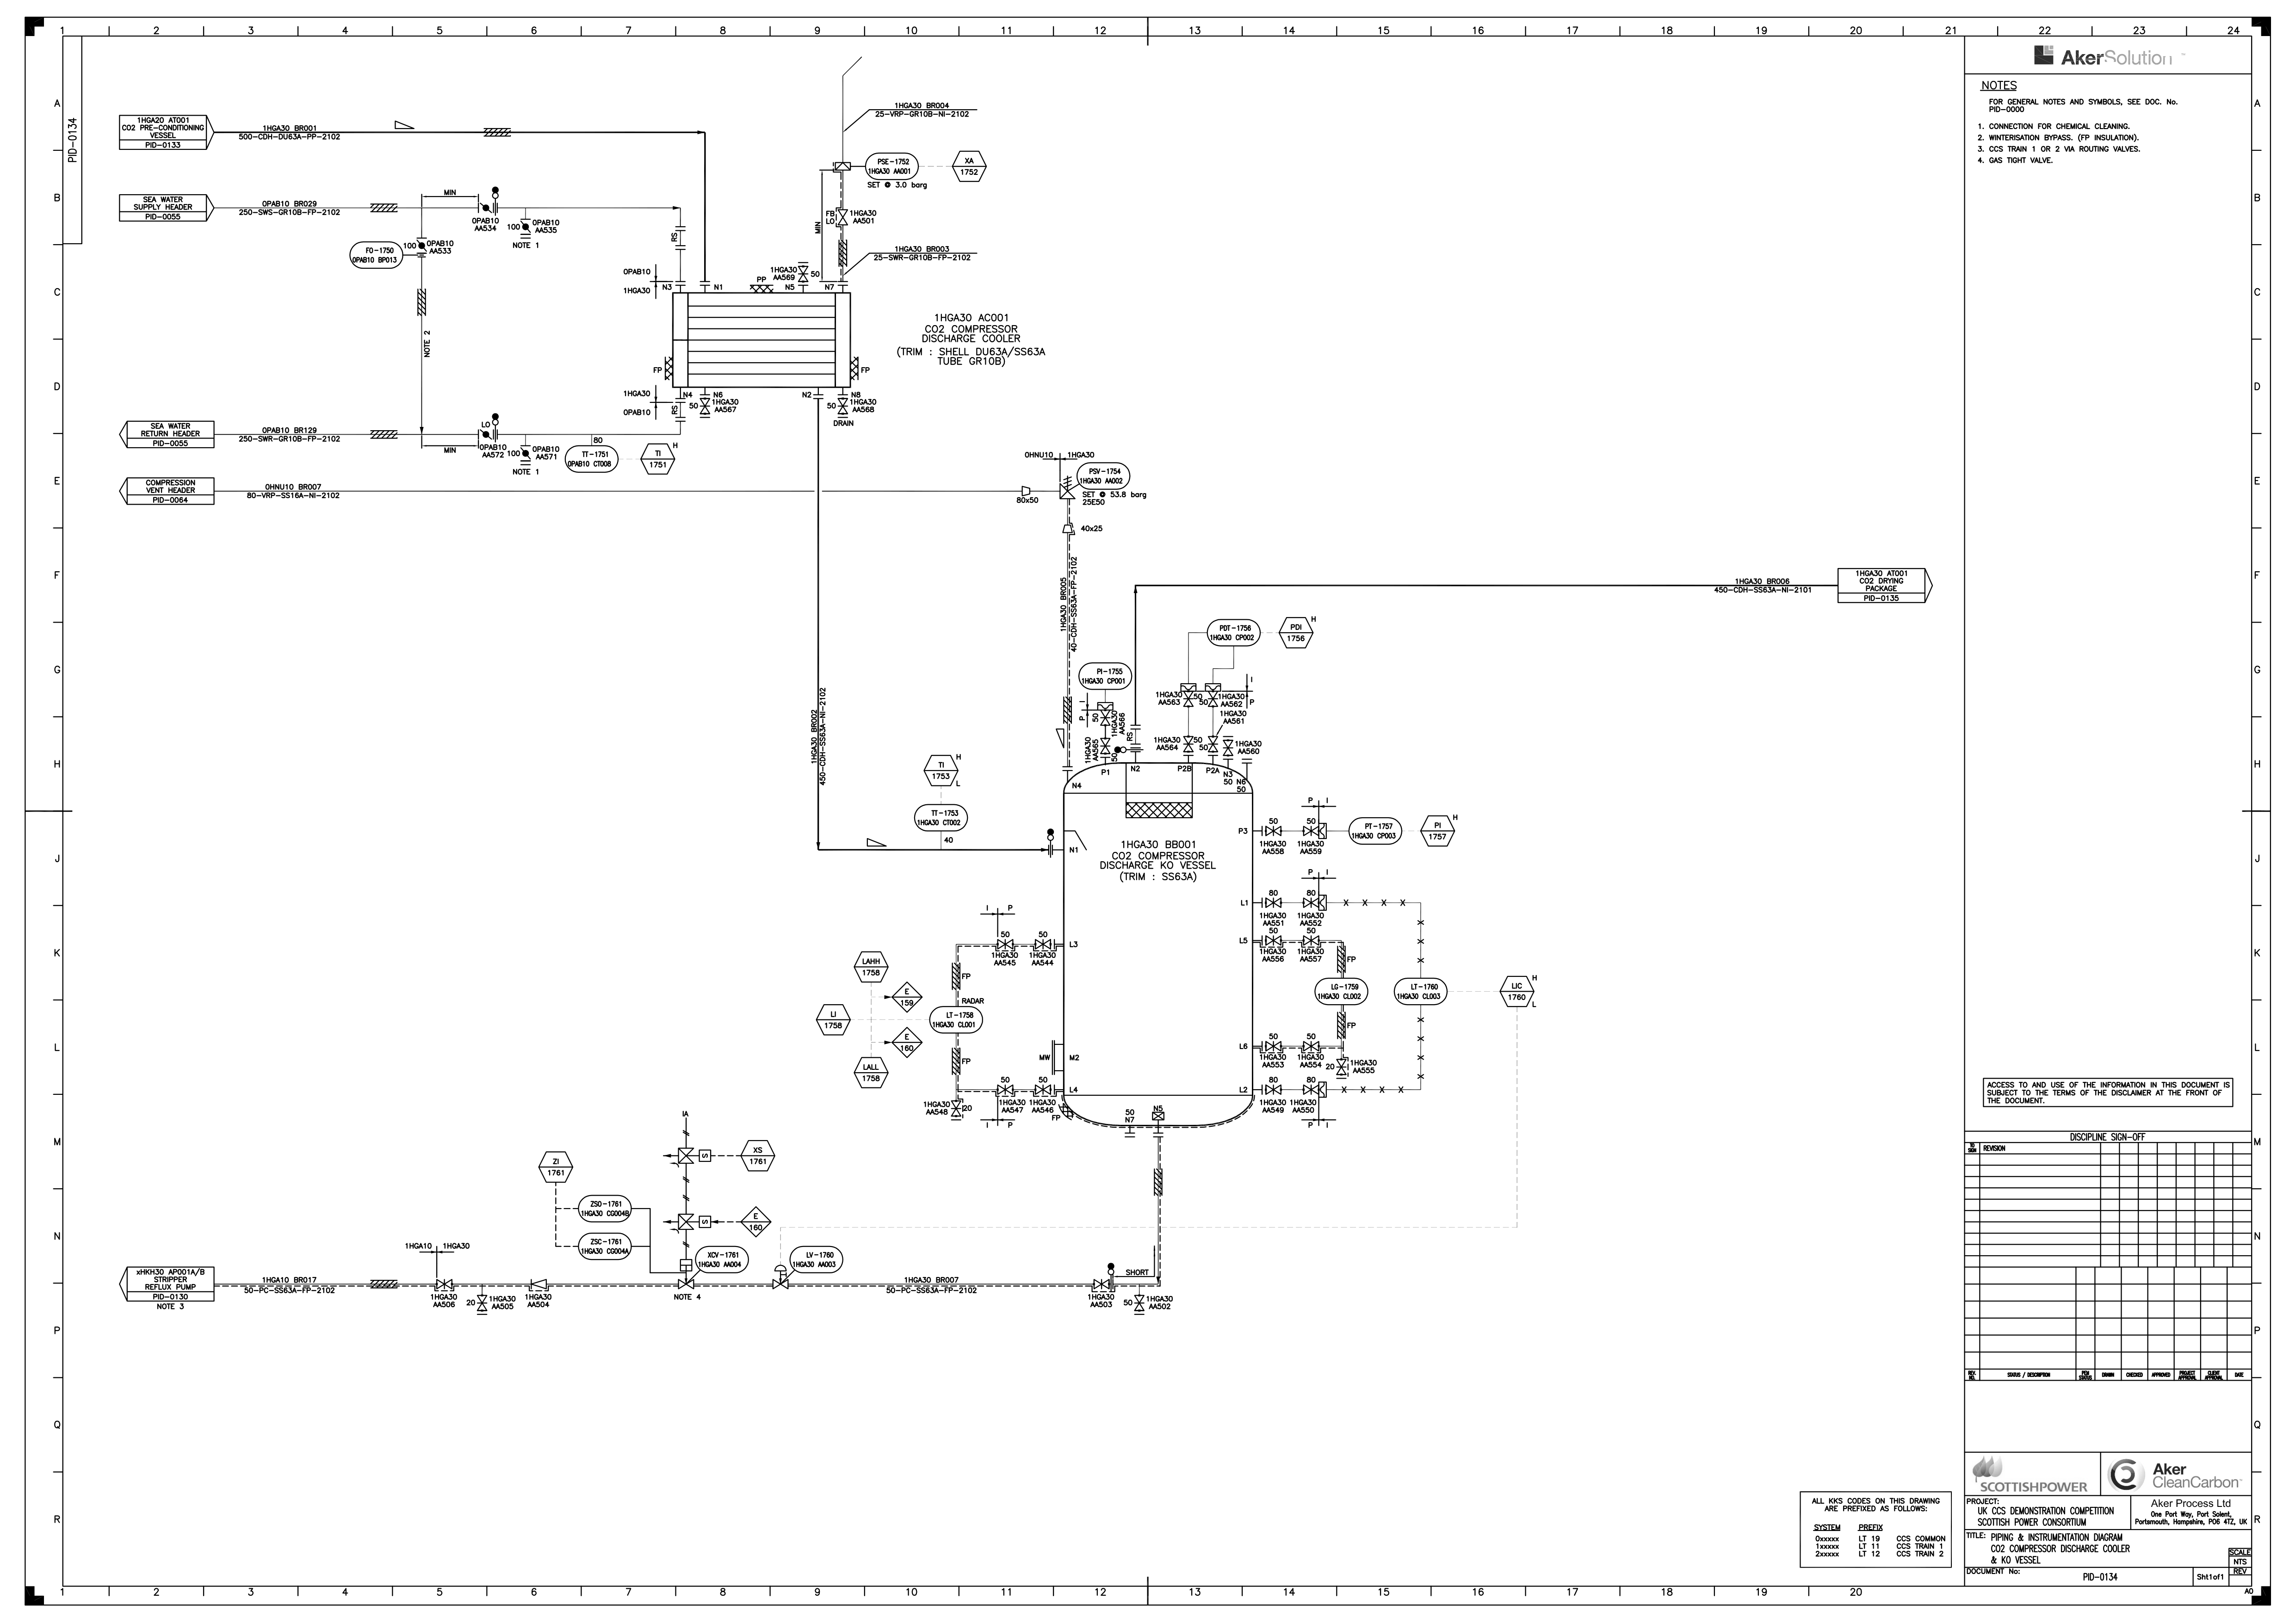 1 2 3 4 5 6 7 8 9 10 11 12 13 14 15 16 17 18 19 20 21 22 23 24
A B C D E F G H J K L M N P Q R
PID-0134
1HGA20 AT001
CO2 PRE-CONDITIONING
VESSEL
PID-0133
1HGA30 BR001
500-CDH-DU63A-PP-2102
SEA WATER
SUPPLY HEADER
PID-0055
0PAB10 BR029
250-SWS-GR10B-FP-2102
MIN
0PAB10
AA534
100
0PAB10
AA535
NOTE 1
FO-1750
0PAB10 BP013
100
0PAB10
AA533
NOTE 2
SEA WATER
RETURN HEADER
PID-0055
0PAB10 BR129
250-SWR-GR10B-FP-2102
MIN
LO
0PAB10
AA572
100
0PAB10
AA571
NOTE 1
80
TT-1751
0PAB10 CT008
TI
1751
H
COMPRESSION
VENT HEADER
PID-0064
0HNU10 BR007
80-VRP-SS16A-NI-2102
1HGA30 BR004
25-VRP-GR10B-NI-2102
PSE-1752
1HGA30 AA001
SET @ 3.0 barg
XA
1752
FB
LO
1HGA30
AA501
MIN
1HGA30 BR003
25-SWR-GR10B-FP-2102
1HGA30
AA569
50
PP
RS
0PAB10
1HGA30
N3
N1
N5
N7
1HGA30 AC001
CO2 COMPRESSOR
DISCHARGE COOLER
(TRIM : SHELL DU63A/SS63A
TUBE GR10B)
FP
FP
1HGA30
0PAB10
RS
N4
N6
50
1HGA30
AA567
N2
N8
50
1HGA30
AA568
DRAIN
1HGA30 BR002
450-CDH-SS63A-NI-2102
0HNU10
1HGA30
PSV-1754
1HGA30 AA002
SET @ 53.8 barg
25E50
80x50
40x25
1HGA30 BR005
40-CDH-SS63A-FP-2102
1HGA30 BR006
450-CDH-SS63A-NI-2101
1HGA30 AT001
CO2 DRYING
PACKAGE
PID-0135
PDT-1756
1HGA30 CP002
PDI
1756
H
PI-1755
1HGA30 CP001
P I
50
1HGA30
AA566
1HGA30
AA565
50
RS
1HGA30
AA563
50
50
1HGA30
AA562
I
P
1HGA30
AA561
1HGA30
AA564
50
50
1HGA30
AA560
N4
P1
N2
P2B
P2A
N3
50
N6
50
TI
1753
H
L
TT-1753
1HGA30 CT002
40
N1
1HGA30 BB001
CO2 COMPRESSOR
DISCHARGE KO VESSEL
(TRIM : SS63A)
P3
50
1HGA30
AA558
50
1HGA30
AA559
P I
PT-1757
1HGA30 CP003
PI
1757
H
P I
L1
80
1HGA30
AA551
80
1HGA30
AA552
X X X X
L5
50
1HGA30
AA556
50
1HGA30
AA557
FP
LG-1759
1HGA30 CL002
FP
LT-1760
1HGA30 CL003
LIC
1760
H
L
L6
50
1HGA30
AA553
50
1HGA30
AA554
20
1HGA30
AA555
L2
80
1HGA30
AA549
80
1HGA30
AA550
X X X X
P I
I P
L3
50
1HGA30
AA545
50
1HGA30
AA544
FP
RADAR
LT-1758
1HGA30 CL001
FP
LAHH
1758
E
159
LI
1758
E
160
LALL
1758
MW
M2
L4
50
1HGA30
AA547
50
1HGA30
AA546
1HGA30
AA548
20
I P
FP
50
N7
N5
IA
S
XS
1761
S
E
160
ZI
1761
ZSO-1761
1HGA30 CG004B
ZSC-1761
1HGA30 CG004A
XCV-1761
1HGA30 AA004
LV-1760
1HGA30 AA003
NOTE 4
xHKH30 AP001A/B
STRIPPER
REFLUX PUMP
PID-0130
NOTE 3
1HGA10 BR017
50-PC-SS63A-FP-2102
1HGA10
1HGA30
1HGA30
AA506
20
1HGA30
AA505
1HGA30
AA504
1HGA30 BR007
50-PC-SS63A-FP-2102
SHORT
1HGA30
AA503
50
1HGA30
AA502
AkerSolution
NOTES
FOR GENERAL NOTES AND SYMBOLS, SEE DOC. No.
PID-0000
1. CONNECTION FOR CHEMICAL CLEANING.
2. WINTERISATION BYPASS. (FP INSULATION).
3. CCS TRAIN 1 OR 2 VIA ROUTING VALVES.
4. GAS TIGHT VALVE.
ACCESS TO AND USE OF THE INFORMATION IN THIS DOCUMENT IS
SUBJECT TO THE TERMS OF THE DISCLAIMER AT THE FRONT OF
THE DOCUMENT.
DISCIPLINE SIGN-OFF
REVISION
REV. NO.
STATUS / DESCRIPTION
DRAWN
CHECKED
APPROVED
PROJECT APPROVAL
CLIENT APPROVAL
DATE
SCOTTISHPOWER
Aker
CleanCarbon
PROJECT:
UK CCS DEMONSTRATION COMPETITION
SCOTTISH POWER CONSORTIUM
Aker Process Ltd
One Port Way, Port Solent,
Portsmouth, Hampshire, PO6 4TZ, UK
TITLE: PIPING & INSTRUMENTATION DIAGRAM
CO2 COMPRESSOR DISCHARGE COOLER
& KO VESSEL
SCALE
NTS
REV
DOCUMENT No:
PID-0134
Sht1of1
A0
ALL KKS CODES ON THIS DRAWING
ARE PREFIXED AS FOLLOWS:
SYSTEM PREFIX
0xxxxx LT 19 CCS COMMON
1xxxxx LT 11 CCS TRAIN 1
2xxxxx LT 12 CCS TRAIN 2